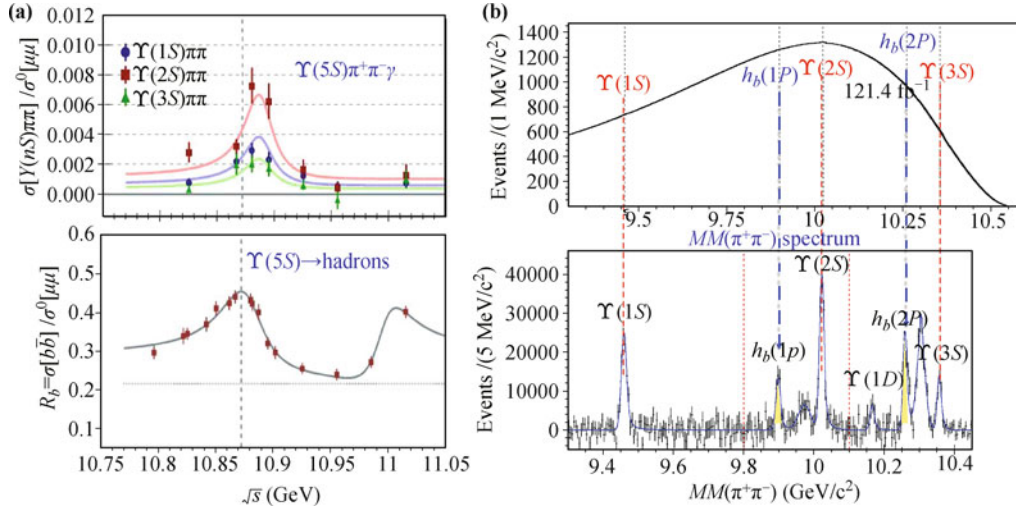 (a)
0.012
0.010
0.008
0.006
0.004
0.002
0.000
σ[Y(nS)ππ]/σ⁰[μμ]
ϒ(1S)ππ
ϒ(2S)ππ
ϒ(3S)ππ
ϒ(5S)π⁺π⁻γ
0.6
0.5
0.4
0.3
0.2
0.1
R_b=σ[bb̄]/σ⁰[μμ]
ϒ(5S)→hadrons
10.75 10.8 10.85 10.9 10.95 11 11.05
√s (GeV)
(b)
1400
1200
1000
800
600
400
200
0
Events /(1 MeV/c²)
ϒ(1S)
h_b(1P)
ϒ(2S)
h_b(2P)
ϒ(3S)
121.4 fb⁻¹
9.5 9.75 10 10.25 10.5
MM(π⁺π⁻) spectrum
40000
30000
20000
10000
0
Events /(5 MeV/c²)
ϒ(1S)
h_b(1p)
ϒ(2S)
ϒ(1D)
h_b(2P)
ϒ(3S)
9.4 9.6 9.8 10 10.2 10.4
MM(π⁺π⁻) (GeV/c²)